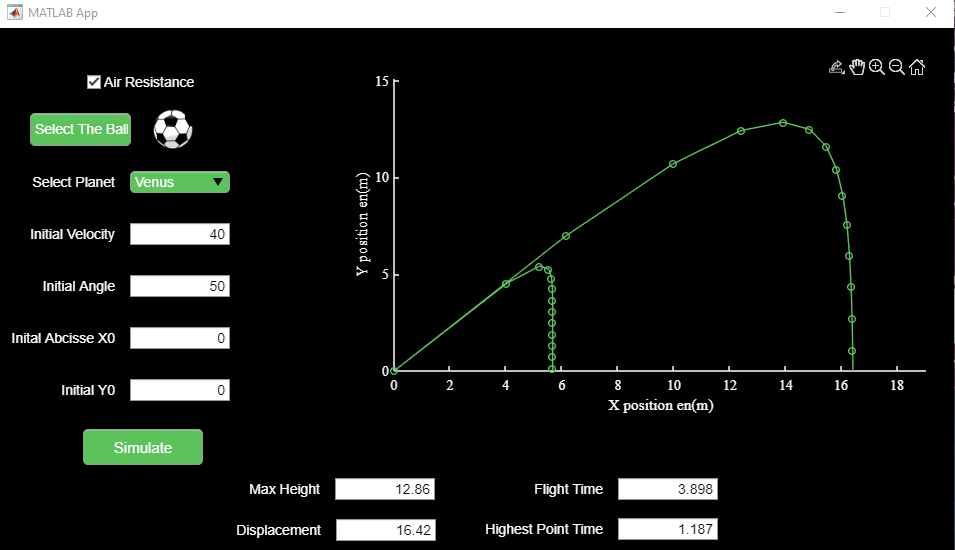 MATLAB App
Air Resistance
Select The Ball
Select Planet Venus
Initial Velocity 40
Initial Angle 50
Inital Abcisse X0 0
Initial Y0 0
Simulate
15
10
5
0
Y position en(m)
0 2 4 6 8 10 12 14 16 18
X position en(m)
Max Height 12.86
Flight Time 3.898
Displacement 16.42
Highest Point Time 1.187